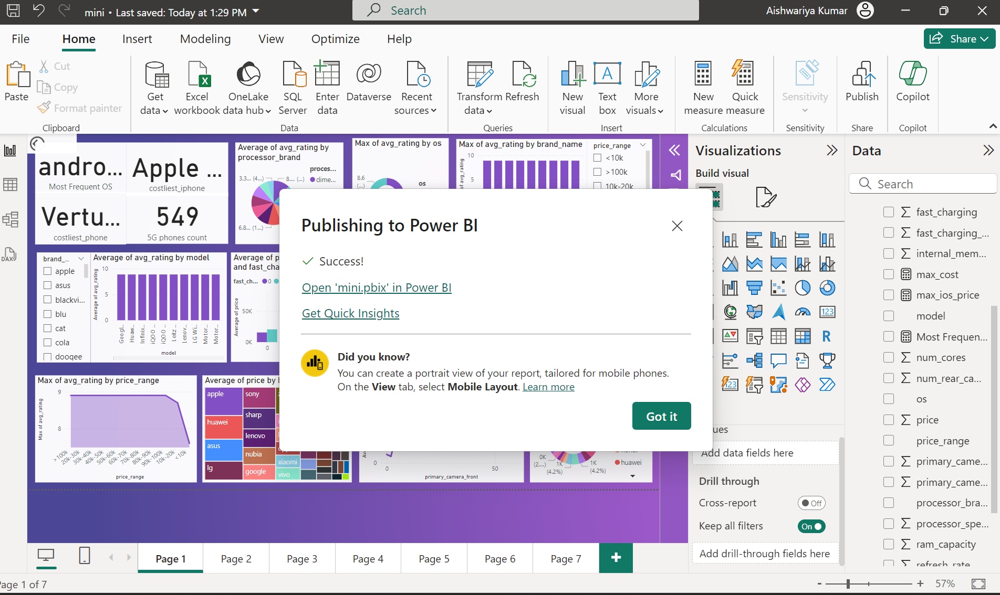 mini • Last saved: Today at 1:29 PM
Search
Aishwariya Kumar
File
Home
Insert
Modeling
View
Optimize
Help
Share
Paste
Cut
Copy
Format painter
Clipboard
Get data
Excel workbook
OneLake data hub
SQL Server
Enter data
Dataverse
Recent sources
Data
Transform data
Refresh
Queries
New visual
Text box
More visuals
Insert
New measure
Quick measure
Calculations
Sensitivity
Sensitivity
Publish
Share
Copilot
Copilot
andro...
Most Frequent OS
Apple ...
costliest_iphone
Vertu...
costliest_phone
549
5G phones count
Average of avg_rating by
processor_brand
proces...
dime...
3.3... (4...)
8.... (...)
6.8... (1...)
Max of avg_rating by os
8.6
(...)
os
Max of avg_rating by brand_name
10
5
price_range
<10k
>100k
10k-20k
brand_...
apple
asus
blackvi...
blu
cat
cola
doogee
Average of avg_rating by model
Average of avg_rating
10
5
0
Googl...
Huaw...
Infinix...
iQOO ...
iQOO ...
Leitz ...
Lenov...
LG Wi...
Motor...
Motor...
model
Average of p
and fast_cha
fast_ch...
0
Average of price
50K
0K
0
Publishing to Power BI
Success!
Open 'mini.pbix' in Power BI
Get Quick Insights
Did you know?
You can create a portrait view of your report, tailored for mobile phones.
On the View tab, select Mobile Layout. Learn more
Got it
Max of avg_rating by price_range
Max of avg_rating
9
8
>100k
20k-30k
30k-40k
40k-50k
50k-60k
60k-70k
70k-80k
80k-90k
90k-100k
10k-20k
<10k
price_range
Average of price by
apple
huawei
asus
lg
sony
sharp
lenovo
nubia
google
xiaomi
vivo
0
0
50
primary_camera_front
0K
(2....)
1K
(4.2%)
1K
(4.2%)
huawei
Visualizations
Build visual
123
R
123
ues
Add data fields here
Drill through
Cross-report
Off
Keep all filters
On
Add drill-through fields here
Data
Search
fast_charging
fast_charging_...
internal_mem...
max_cost
max_ios_price
model
Most Frequen...
num_cores
num_rear_ca...
os
price
price_range
primary_came...
primary_came...
processor_bra...
processor_spe...
ram_capacity
refresh_rate
DAX
Page 1
Page 2
Page 3
Page 4
Page 5
Page 6
Page 7
+
Page 1 of 7
- + 57%